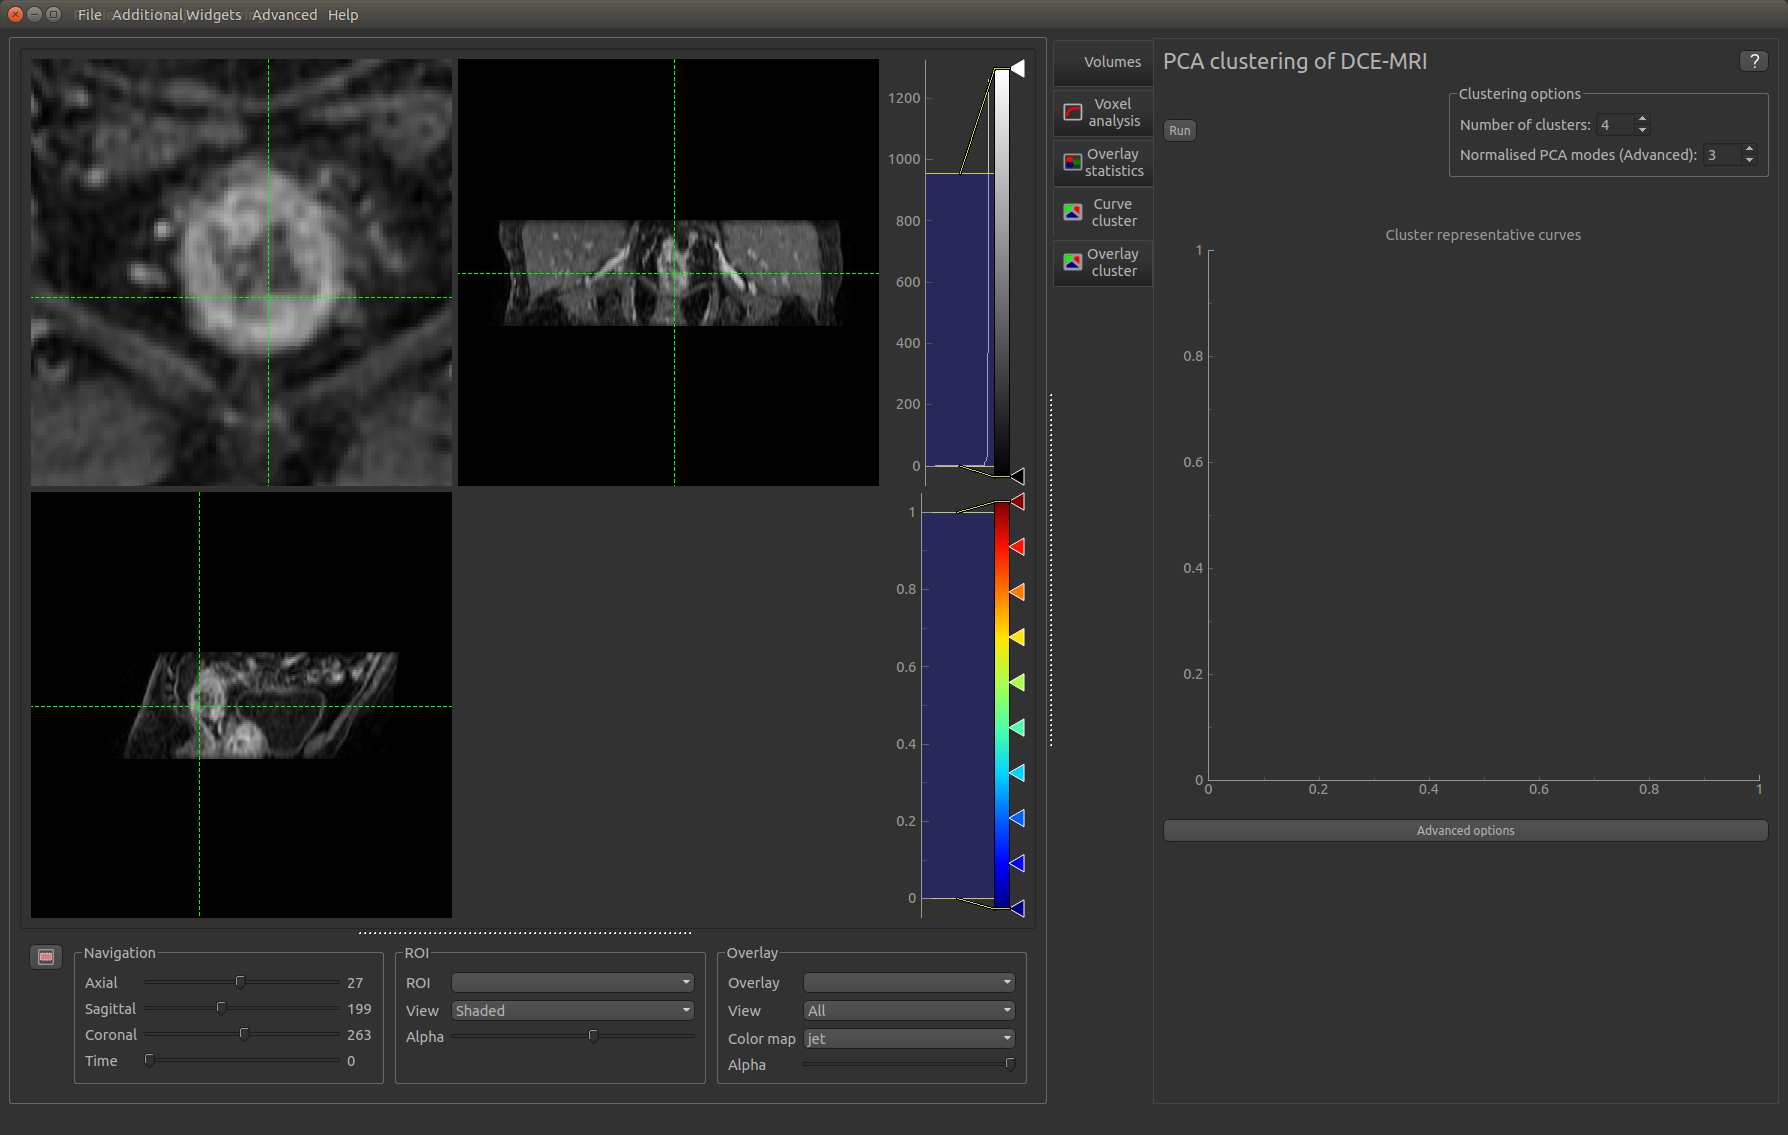 File AdditionalWidgets Advanced Help
1200
1000
800
600
400
200
0
1
0.8
0.6
0.4
0.2
0
Navigation
Axial 27
Sagittal 199
Coronal 263
Time 0
ROI
ROI
View Shaded
Alpha
Overlay
Overlay
View All
Color map jet
Alpha
Volumes
Voxel
analysis
Overlay
statistics
Curve
cluster
Overlay
cluster
PCA clustering of DCE-MRI
?
Run
Clustering options
Number of clusters: 4
Normalised PCA modes (Advanced): 3
Cluster representative curves
1
0.8
0.6
0.4
0.2
0
0 0.2 0.4 0.6 0.8 1
Advanced options